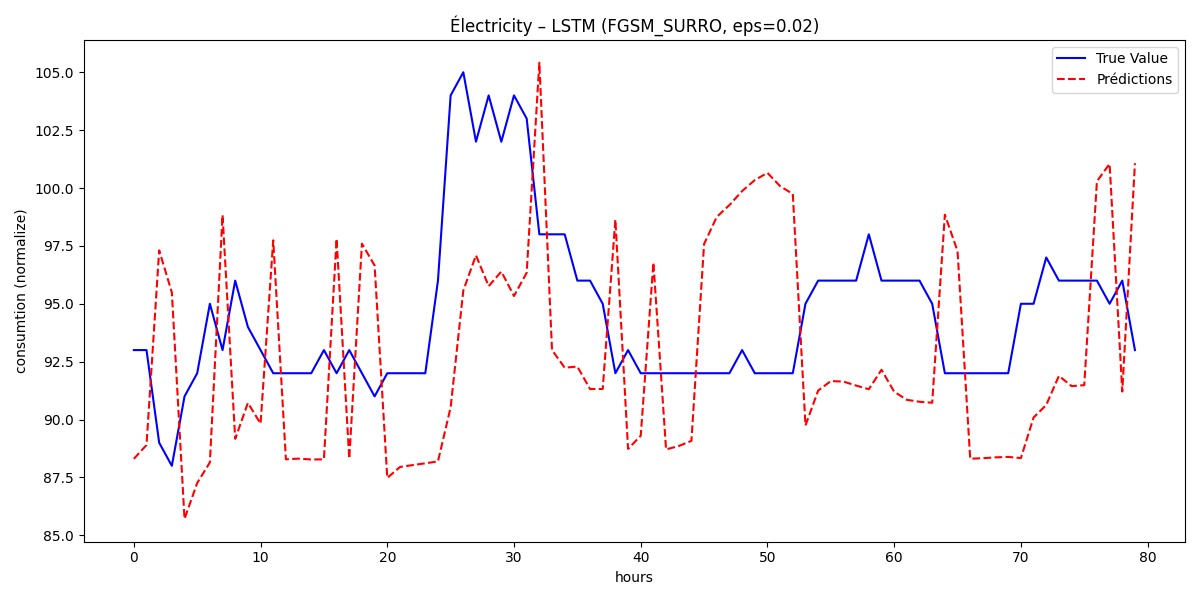 Électricity – LSTM (FGSM_SURRO, eps=0.02)
True Value
Prédictions
105.0
102.5
100.0
97.5
95.0
92.5
90.0
87.5
85.0
consumtion (normalize)
0 10 20 30 40 50 60 70 80
hours